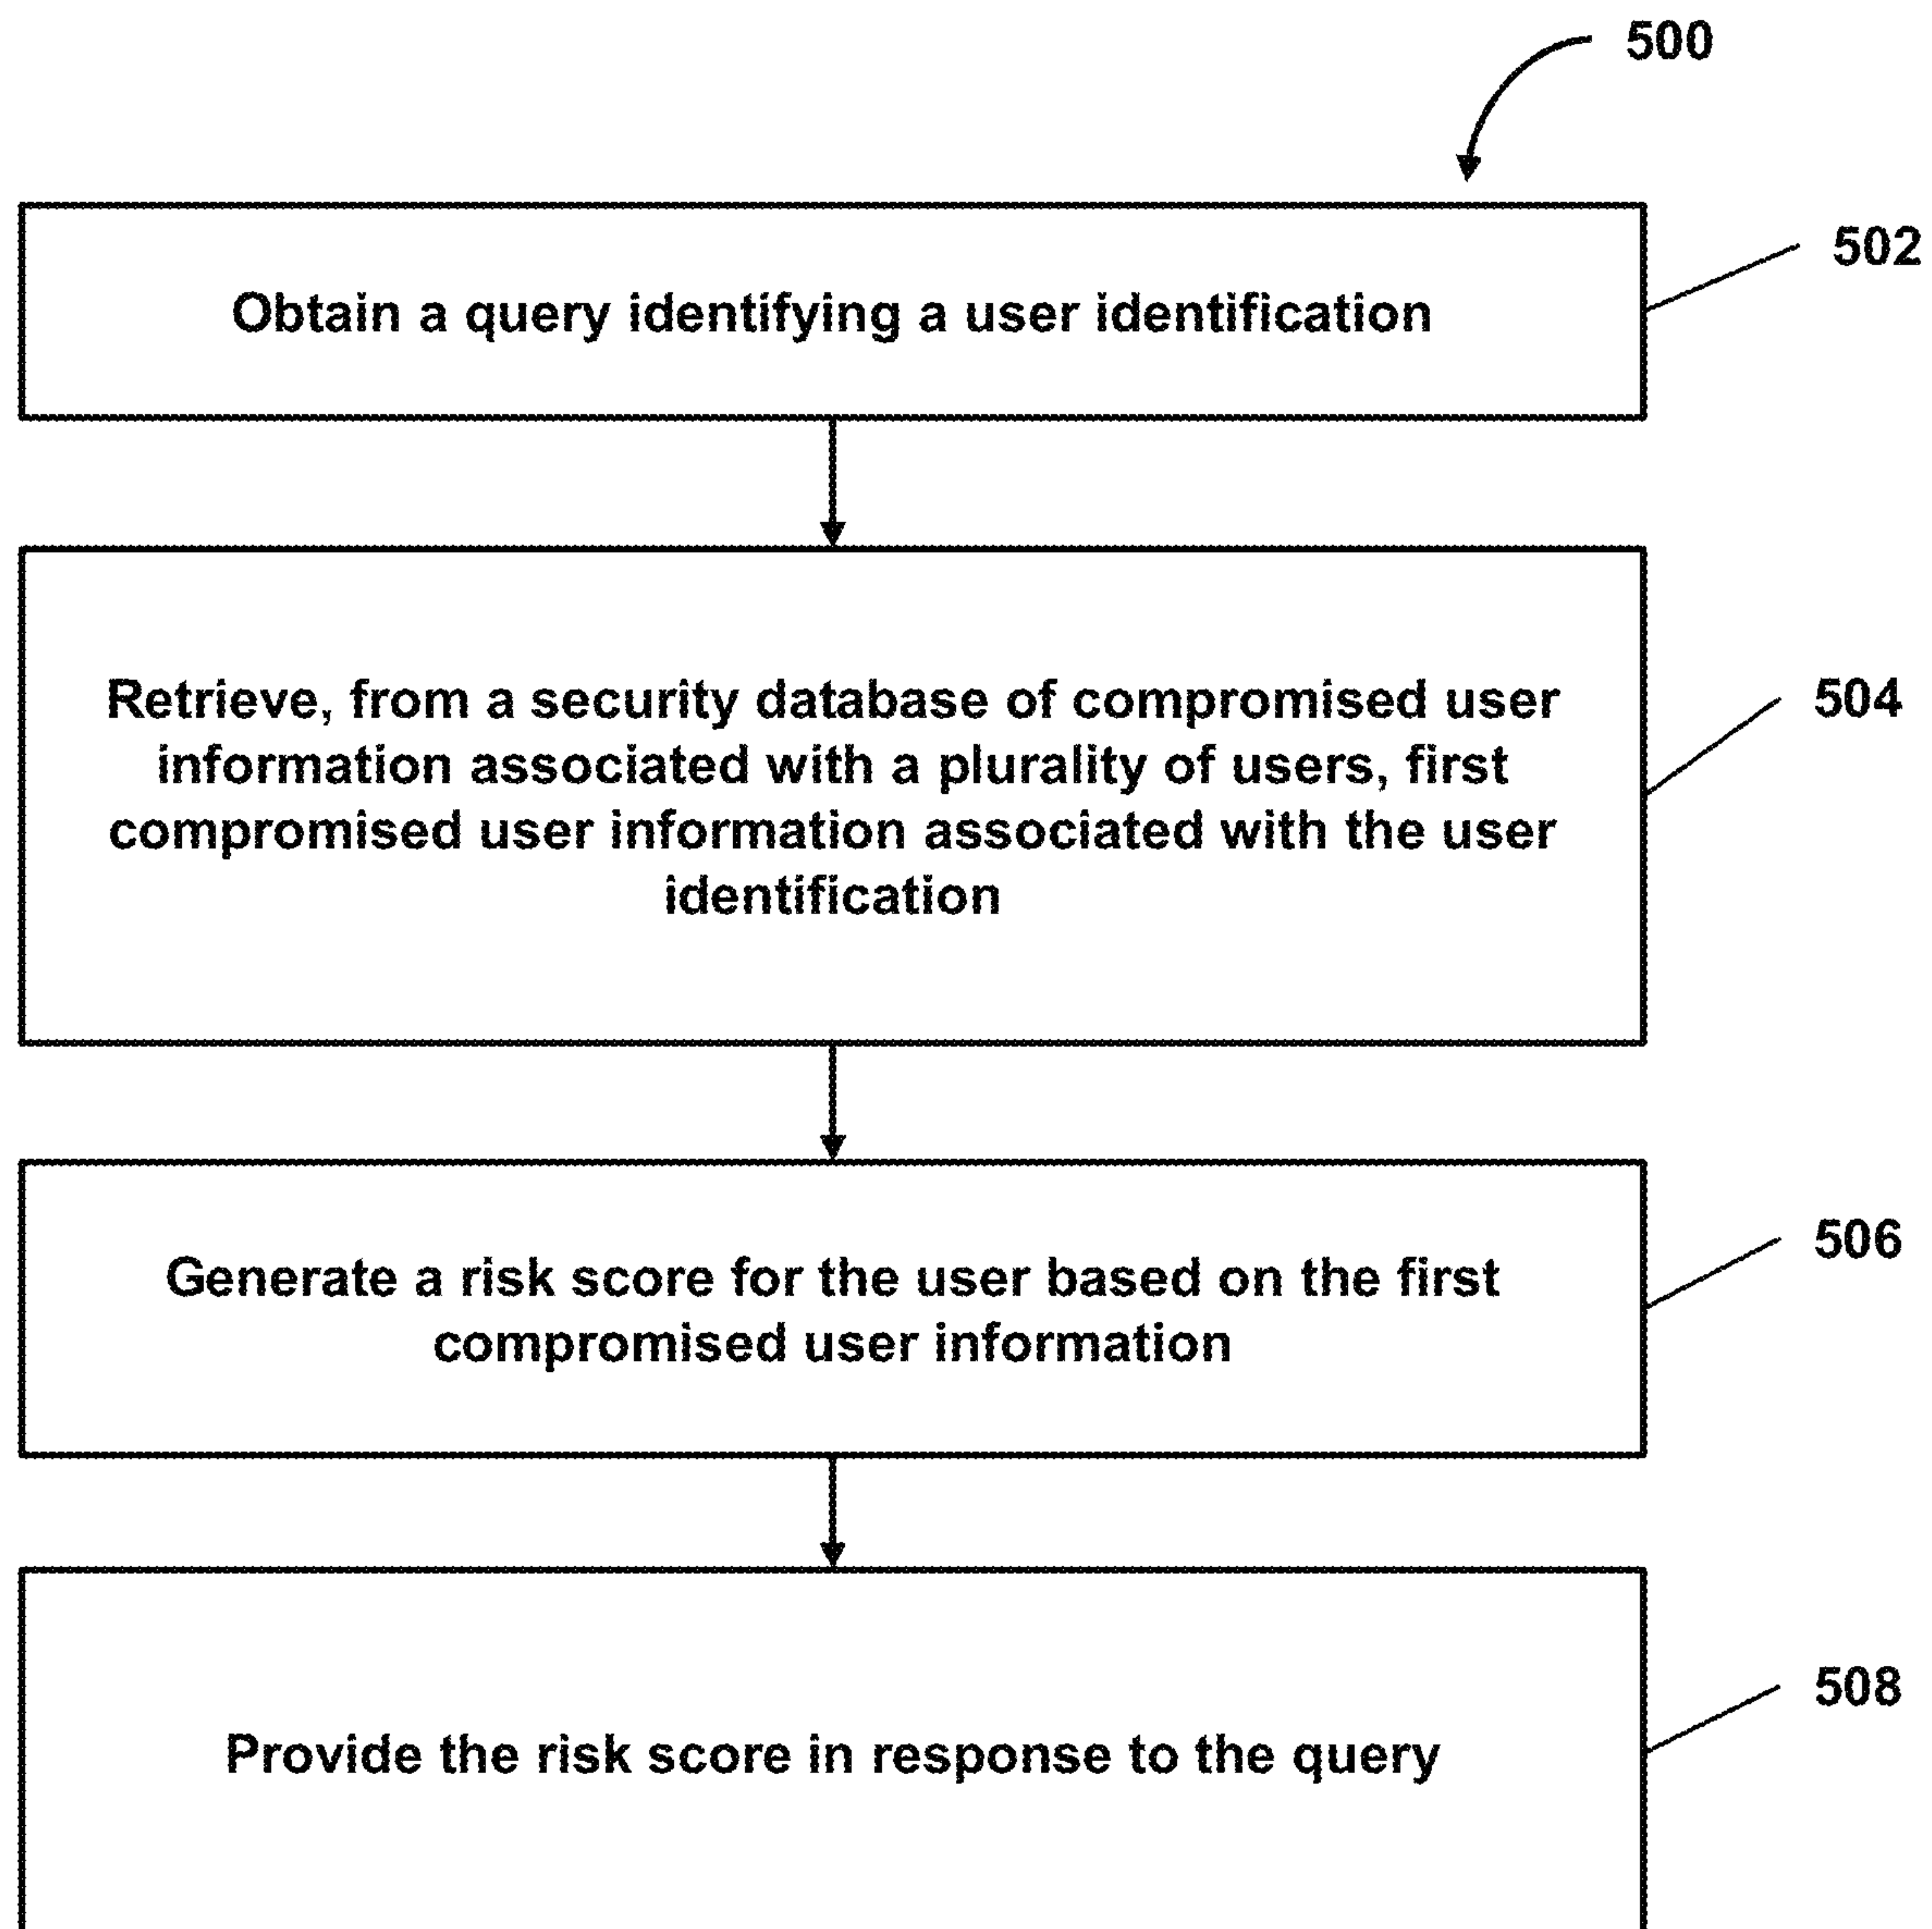 500
502
Obtain a query identifying a user identification
504
Retrieve, from a security database of compromised user
information associated with a plurality of users, first
compromised user information associated with the user
identification
506
Generate a risk score for the user based on the first
compromised user information
508
Provide the risk score in response to the query